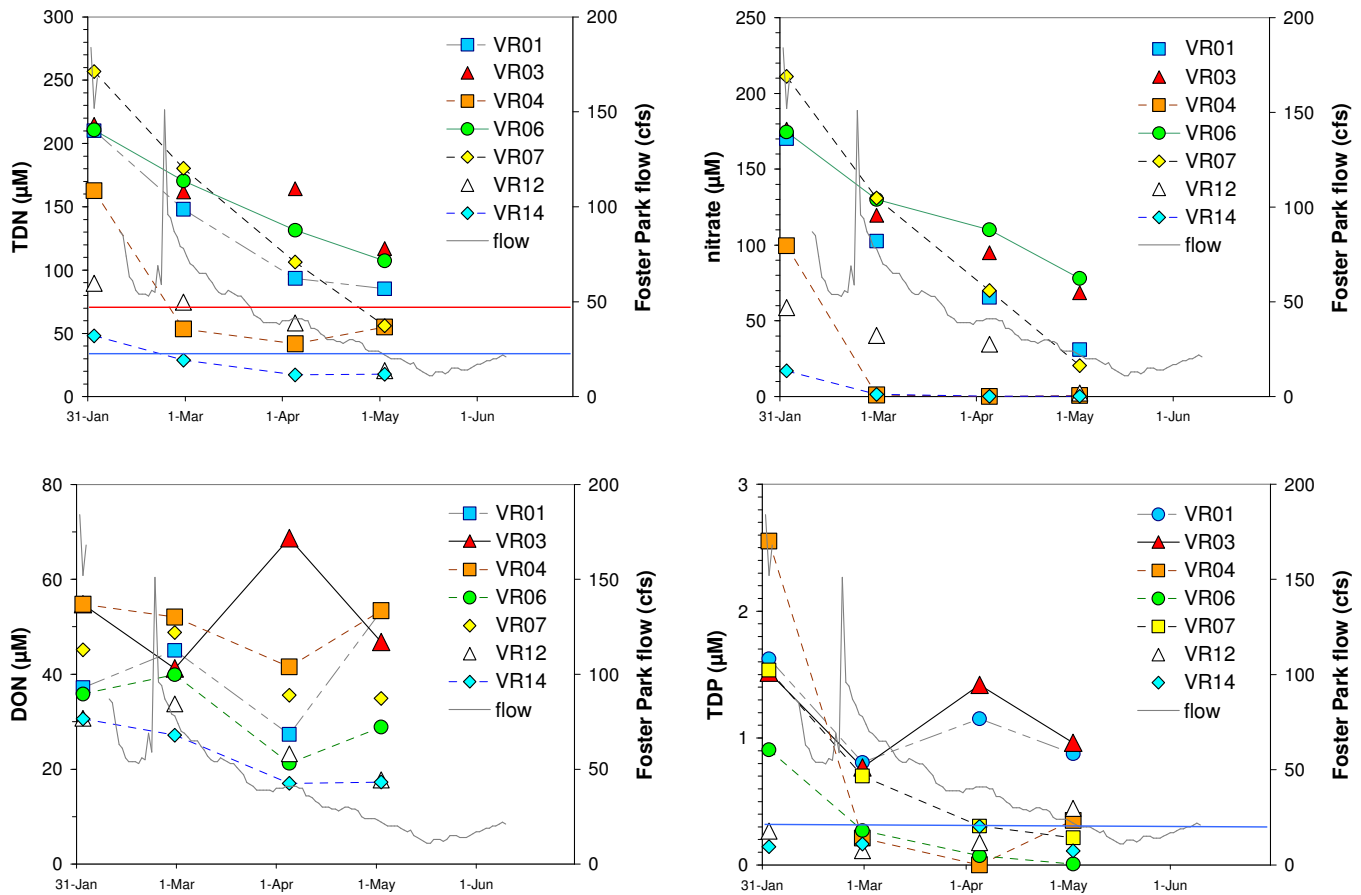 300
250
200
150
100
50
0
TDN (µM)
31-Jan 1-Mar 1-Apr 1-May 1-Jun
200
150
100
50
0
Foster Park flow (cfs)
VR01
VR03
VR04
VR06
VR07
VR12
VR14
flow
250
200
150
100
50
0
nitrate (µM)
31-Jan 1-Mar 1-Apr 1-May 1-Jun
200
150
100
50
0
Foster Park flow (cfs)
VR01
VR03
VR04
VR06
VR07
VR12
VR14
flow
80
60
40
20
0
DON (µM)
31-Jan 1-Mar 1-Apr 1-May 1-Jun
200
150
100
50
0
Foster Park flow (cfs)
VR01
VR03
VR04
VR06
VR07
VR12
VR14
flow
3
2
1
0
TDP (µM)
31-Jan 1-Mar 1-Apr 1-May 1-Jun
200
150
100
50
0
Foster Park flow (cfs)
VR01
VR03
VR04
VR06
VR07
VR12
VR14
flow